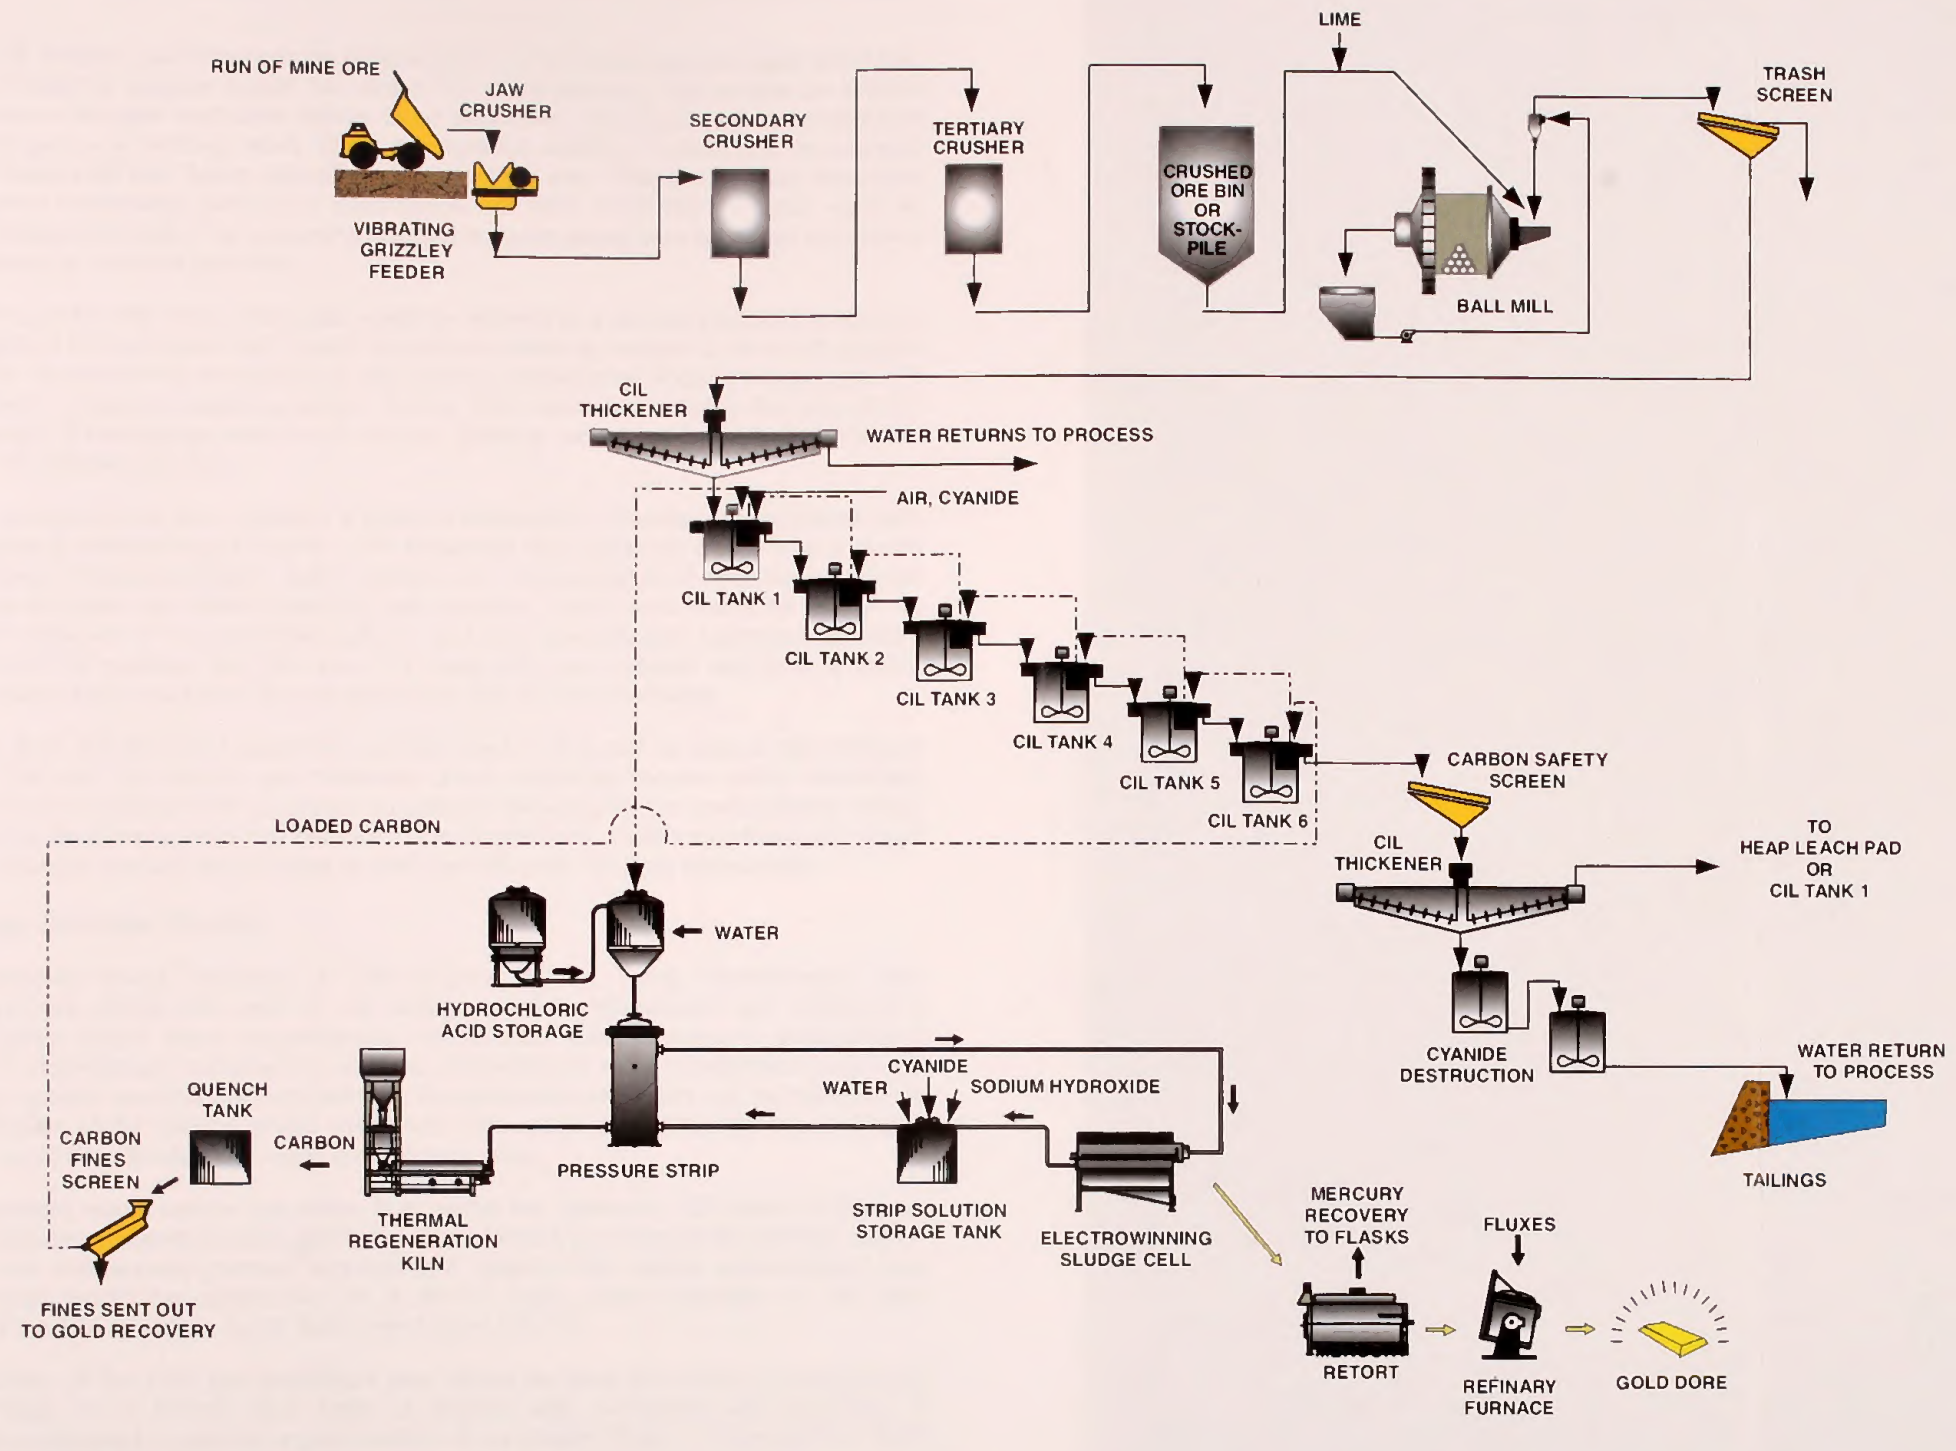 LIME
RUN OF MINE ORE
JAW
CRUSHER
TRASH
SCREEN
SECONDARY
CRUSHER
TERTIARY
CRUSHER
CRUSHED
ORE BIN
OR
STOCK-
PILE
VIBRATING
GRIZZLEY
FEEDER
BALL MILL
CIL
THICKENER
WATER RETURNS TO PROCESS
AIR, CYANIDE
CIL TANK 1
CIL TANK 2
CIL TANK 3
CIL TANK 4
CIL TANK 5
CIL TANK 6
CARBON SAFETY
SCREEN
LOADED CARBON
CIL
THICKENER
TO
HEAP LEACH PAD
OR
CIL TANK 1
WATER
HYDROCHLORIC
ACID STORAGE
CYANIDE
DESTRUCTION
WATER RETURN
TO PROCESS
TAILINGS
CYANIDE
WATER
SODIUM HYDROXIDE
QUENCH
TANK
CARBON
CARBON
FINES
SCREEN
PRESSURE STRIP
THERMAL
REGENERATION
KILN
STRIP SOLUTION
STORAGE TANK
ELECTROWINNING
SLUDGE CELL
MERCURY
RECOVERY
TO FLASKS
FLUXES
FINES SENT OUT
TO GOLD RECOVERY
RETORT
REFINARY
FURNACE
GOLD DORE